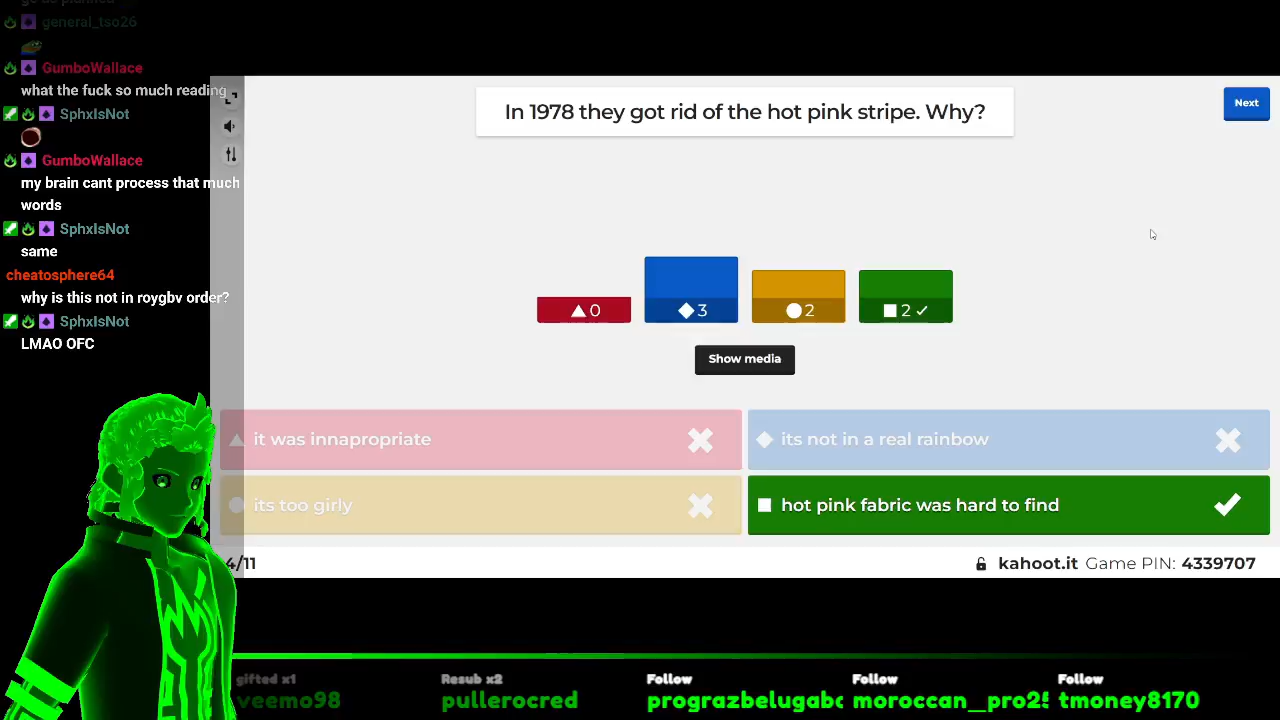 general_tso26
GumboWallace
what the fuck so much reading
SphxIsNot
GumboWallace
my brain cant process that much
words
SphxIsNot
same
cheatosphere64
why is this not in roygbv order?
SphxIsNot
LMAO OFC
In 1978 they got rid of the hot pink stripe. Why?
Next
0
3
2
2
Show media
it was innapropriate
its not in a real rainbow
its too girly
hot pink fabric was hard to find
4/11
kahoot.it Game PIN: 4339707
gifted x1
veemo98
Resub x2
pullerocred
Follow
prograzbelugabc
Follow
moroccan_pro25
Follow
tmoney8170